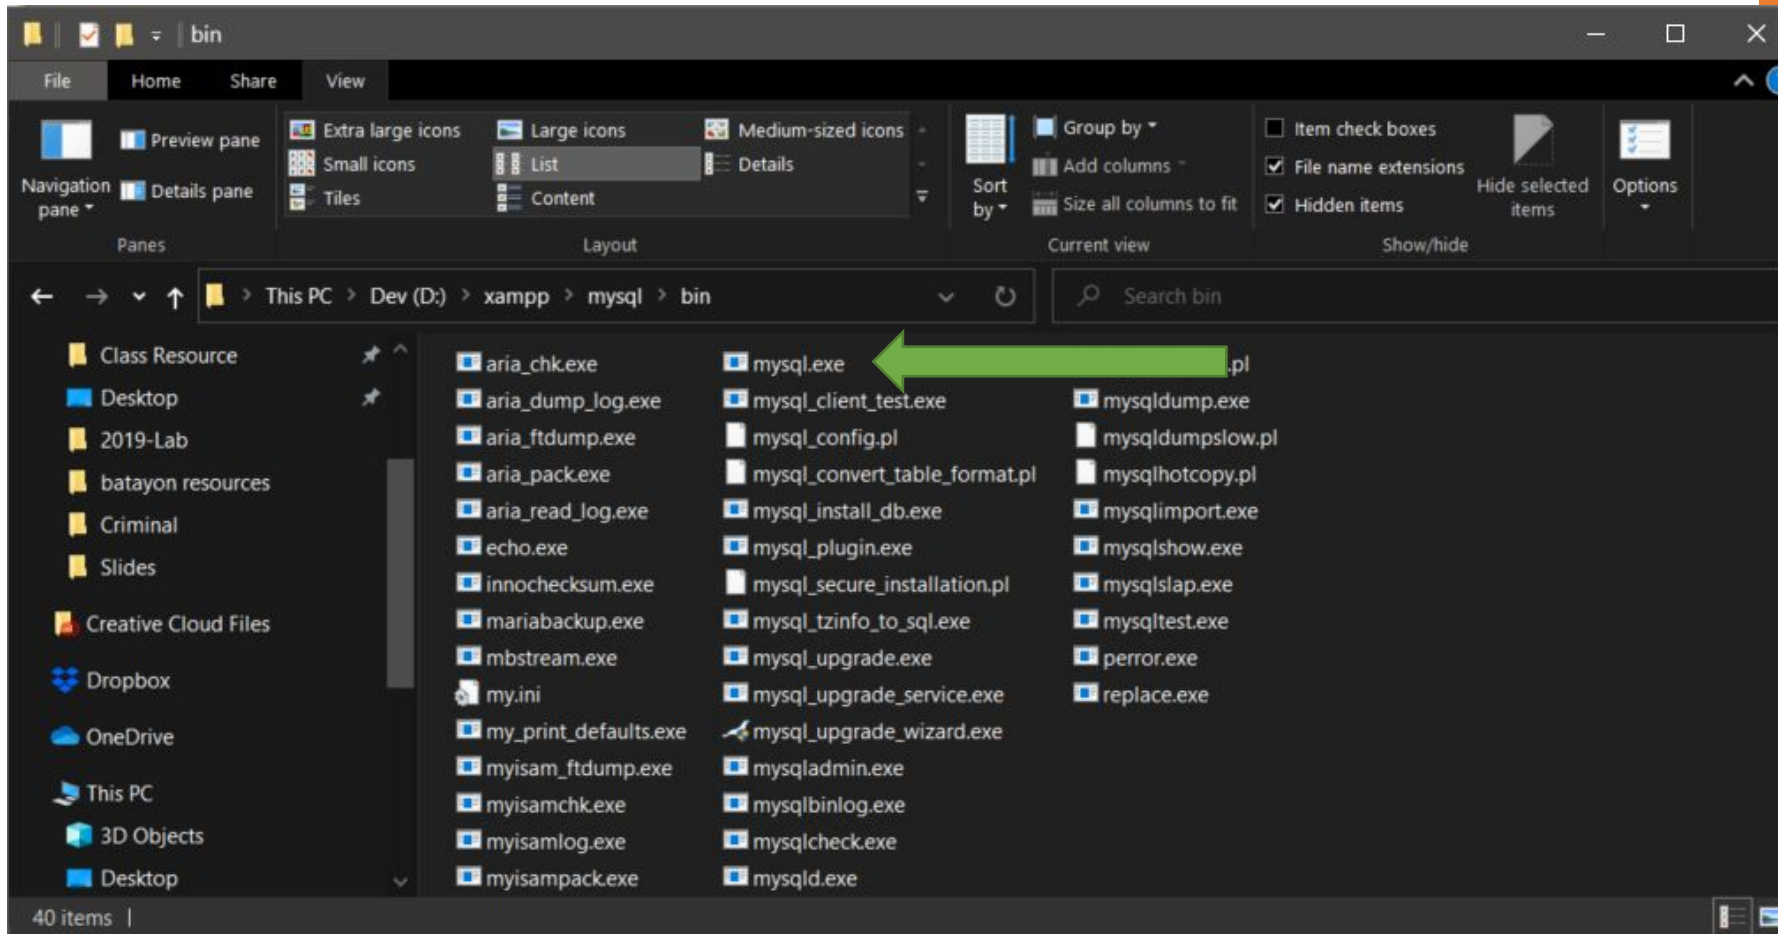 bin
File Home Share View
Navigation pane
Preview pane
Details pane
Panes
Extra large icons Large icons Medium-sized icons
Small icons List Details
Tiles Content
Layout
Sort by
Group by
Add columns
Size all columns to fit
Current view
Item check boxes
File name extensions
Hidden items
Hide selected items
Show/hide
Options
This PC > Dev (D:) > xampp > mysql > bin
Search bin
Class Resource
Desktop
2019-Lab
batayon resources
Criminal
Slides
Creative Cloud Files
Dropbox
OneDrive
This PC
3D Objects
Desktop
aria_chk.exe
aria_dump_log.exe
aria_ftdump.exe
aria_pack.exe
aria_read_log.exe
echo.exe
innochecksum.exe
mariabackup.exe
mbstream.exe
my.ini
my_print_defaults.exe
myisam_ftdump.exe
myisamchk.exe
myisamlog.exe
myisampack.exe
mysql.exe
mysql_client_test.exe
mysql_config.pl
mysql_convert_table_format.pl
mysql_install_db.exe
mysql_plugin.exe
mysql_secure_installation.pl
mysql_tzinfo_to_sql.exe
mysql_upgrade.exe
mysql_upgrade_service.exe
mysql_upgrade_wizard.exe
mysqladmin.exe
mysqlbinlog.exe
mysqlcheck.exe
mysqld.exe
.pl
mysqldump.exe
mysqldumpslow.pl
mysqlhotcopy.pl
mysqlimport.exe
mysqlshow.exe
mysqlslap.exe
mysqltest.exe
perror.exe
replace.exe
40 items